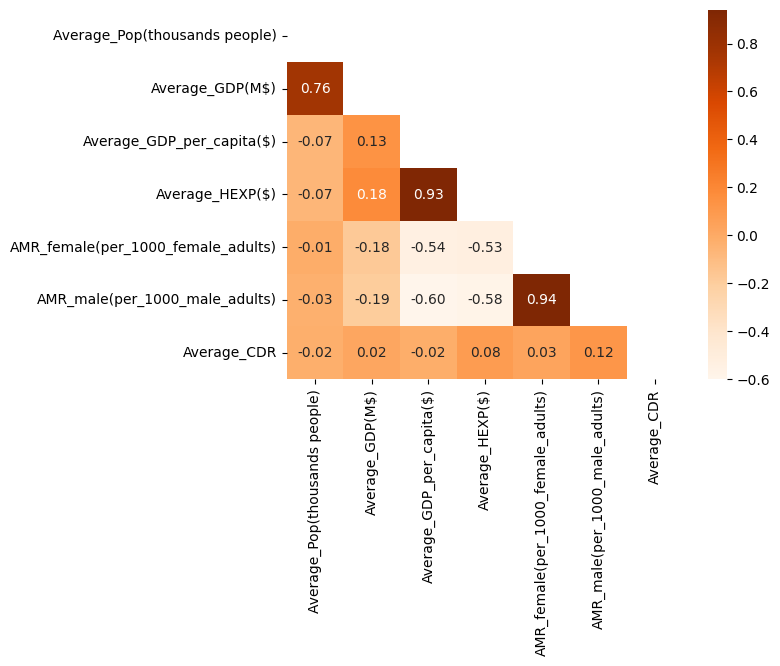 Average_Pop(thousands people)
Average_GDP(M$) 0.76
Average_GDP_per_capita($) -0.07 0.13
Average_HEXP($) -0.07 0.18 0.93
AMR_female(per_1000_female_adults) -0.01 -0.18 -0.54 -0.53
AMR_male(per_1000_male_adults) -0.03 -0.19 -0.60 -0.58 0.94
Average_CDR -0.02 0.02 -0.02 0.08 0.03 0.12
Average_Pop(thousands people)
Average_GDP(M$)
Average_GDP_per_capita($)
Average_HEXP($)
AMR_female(per_1000_female_adults)
AMR_male(per_1000_male_adults)
Average_CDR
0.8
0.6
0.4
0.2
0.0
−0.2
−0.4
−0.6